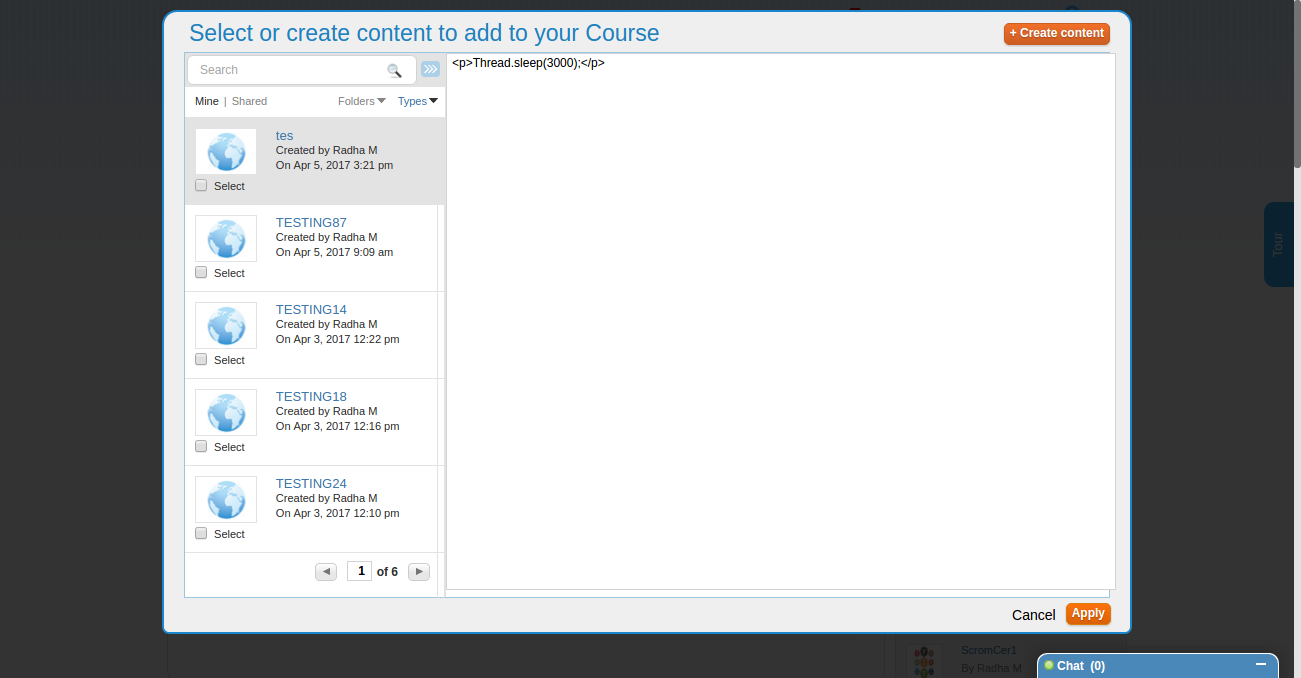 Select or create content to add to your Course
+ Create content
Search
<p>Thread.sleep(3000);</p>
Mine | Shared Folders Types
tes
Created by Radha M
On Apr 5, 2017 3:21 pm
Select
TESTING87
Created by Radha M
On Apr 5, 2017 9:09 am
Select
TESTING14
Created by Radha M
On Apr 3, 2017 12:22 pm
Select
TESTING18
Created by Radha M
On Apr 3, 2017 12:16 pm
Select
TESTING24
Created by Radha M
On Apr 3, 2017 12:10 pm
Select
1 of 6
Cancel Apply
Tour
ScromCer1
By Radha M
Chat (0)